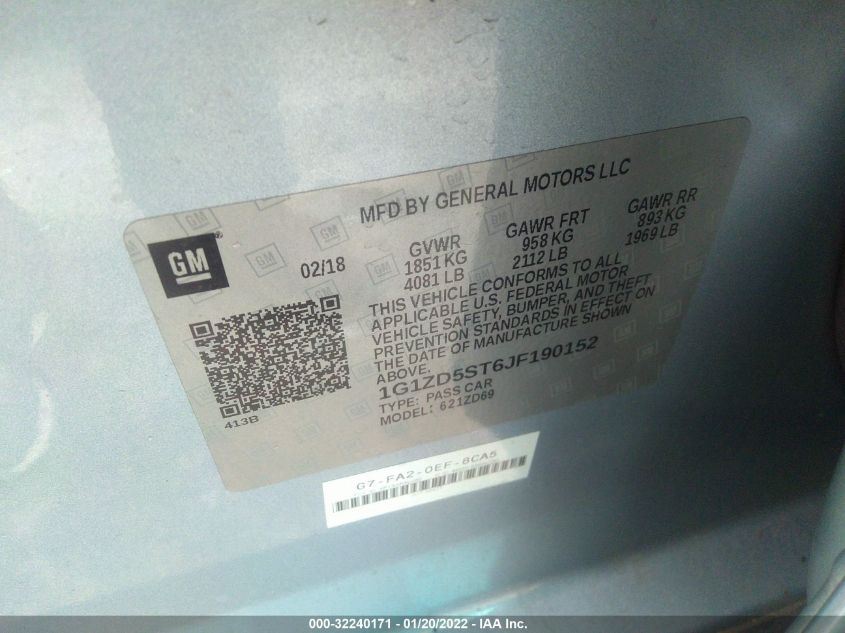 MFD BY GENERAL MOTORS LLC
GM®
02/18
GVWR
1851 KG
4081 LB
GAWR FRT
958 KG
2112 LB
GAWR RR
893 KG
1969 LB
THIS VEHICLE CONFORMS TO ALL
APPLICABLE U.S. FEDERAL MOTOR
VEHICLE SAFETY, BUMPER, AND THEFT
PREVENTION STANDARDS IN EFFECT ON
THE DATE OF MANUFACTURE SHOWN
ABOVE.
1G1ZD5ST6JF190152
TYPE: PASS CAR
MODEL: 621ZD69
413B
G7-FA2-0EF-8CA5
000-32240171 - 01/20/2022 - IAA Inc.